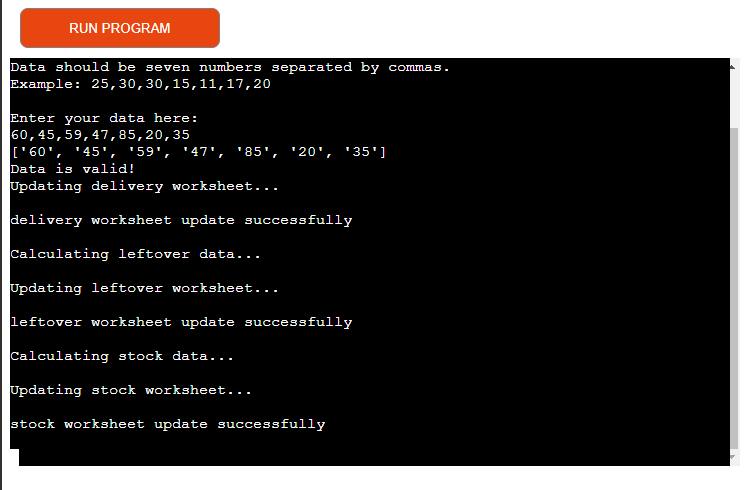 RUN PROGRAM
Data should be seven numbers separated by commas.
Example: 25,30,30,15,11,17,20
Enter your data here:
60,45,59,47,85,20,35
['60', '45', '59', '47', '85', '20', '35']
Data is valid!
Updating delivery worksheet...
delivery worksheet update successfully
Calculating leftover data...
Updating leftover worksheet...
leftover worksheet update successfully
Calculating stock data...
Updating stock worksheet...
stock worksheet update successfully